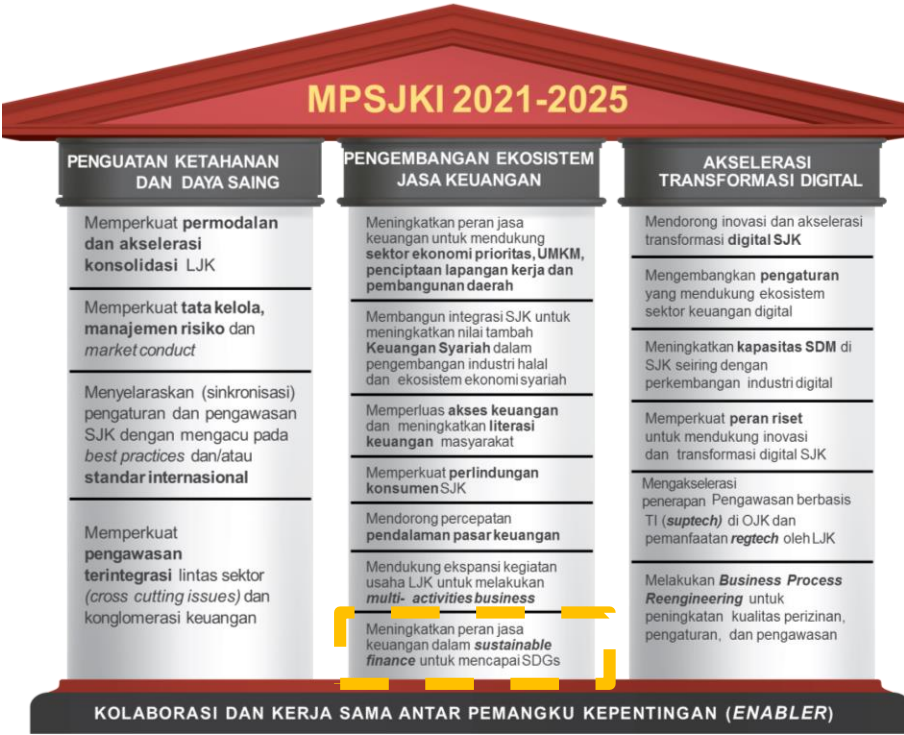 MPSJKI 2021-2025
PENGUATAN KETAHANAN
DAN DAYA SAING
Memperkuat permodalan
dan akselerasi
konsolidasi LJK
Memperkuat tata kelola,
manajemen risiko dan
market conduct
Menyelaraskan (sinkronisasi)
pengaturan dan pengawasan
SJK dengan mengacu pada
best practices dan/atau
standar internasional
Memperkuat
pengawasan
terintegrasi lintas sektor
(cross cutting issues) dan
konglomerasi keuangan
PENGEMBANGAN EKOSISTEM
JASA KEUANGAN
Meningkatkan peran jasa
keuangan untuk mendukung
sektor ekonomi prioritas, UMKM,
penciptaan lapangan kerja dan
pembangunan daerah
Membangun integrasi SJK untuk
meningkatkan nilai tambah
Keuangan Syariah dalam
pengembangan industri halal
dan ekosistem ekonomi syariah
Memperluas akses keuangan
dan meningkatkan literasi
keuangan masyarakat
Memperkuat perlindungan
konsumen SJK
Mendorong percepatan
pendalaman pasar keuangan
Mendukung ekspansi kegiatan
usaha LJK untuk melakukan
multi- activities business
Meningkatkan peran jasa
keuangan dalam sustainable
finance untuk mencapai SDGs
AKSELERASI
TRANSFORMASI DIGITAL
Mendorong inovasi dan akselerasi
transformasi digital SJK
Mengembangkan pengaturan
yang mendukung ekosistem
sektor keuangan digital
Meningkatkan kapasitas SDM di
SJK seiring dengan
perkembangan industri digital
Memperkuat peran riset
untuk mendukung inovasi
dan transformasi digital SJK
Mengakselerasi
penerapan Pengawasan berbasis
TI (suptech) di OJK dan
pemanfaatan regtech oleh LJK
Melakukan Business Process
Reengineering untuk
peningkatan kualitas perizinan,
pengaturan, dan pengawasan
KOLABORASI DAN KERJA SAMA ANTAR PEMANGKU KEPENTINGAN (ENABLER)